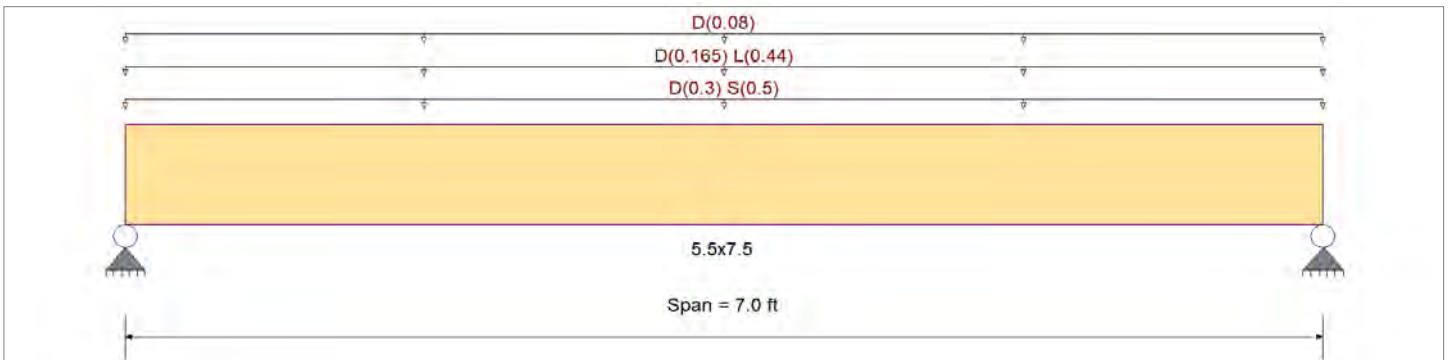 D(0.08)
D(0.165) L(0.44)
D(0.3) S(0.5)
5.5x7.5
Span = 7.0 ft